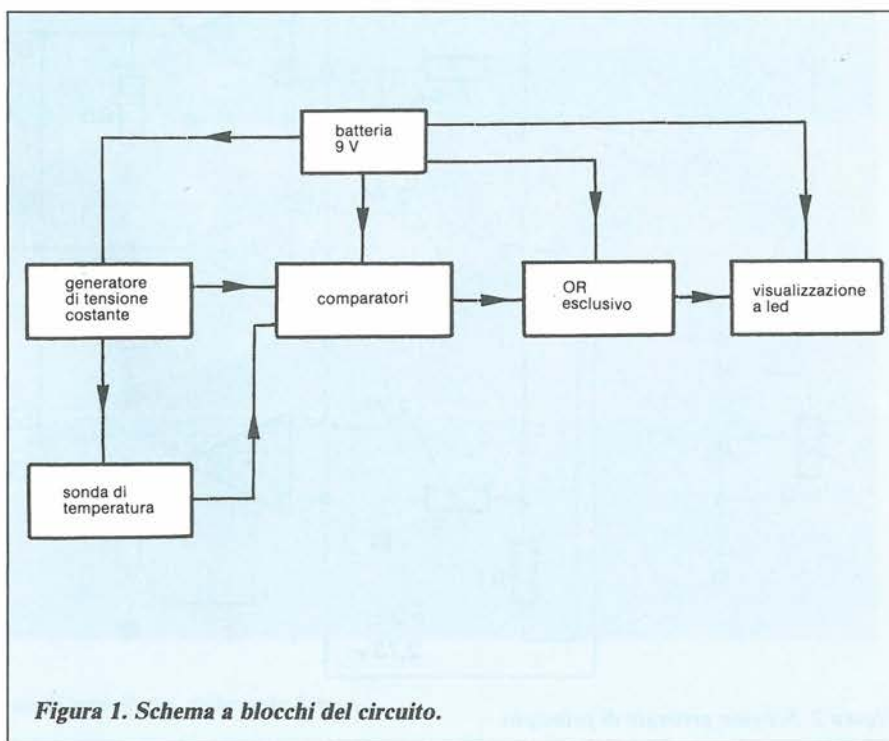 batteria
9 V
generatore
di tensione
costante
comparatori
OR
esclusivo
visualizzazione
a led
sonda di
temperatura
Figura 1. Schema a blocchi del circuito.